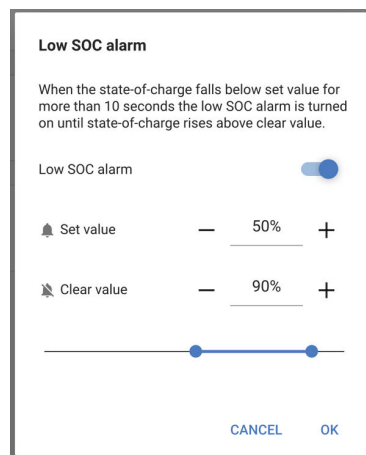 Low SOC alarm
When the state-of-charge falls below set value for
more than 10 seconds the low SOC alarm is turned
on until state-of-charge rises above clear value.
Low SOC alarm
Set value — 50% +
Clear value — 90% +
CANCEL OK